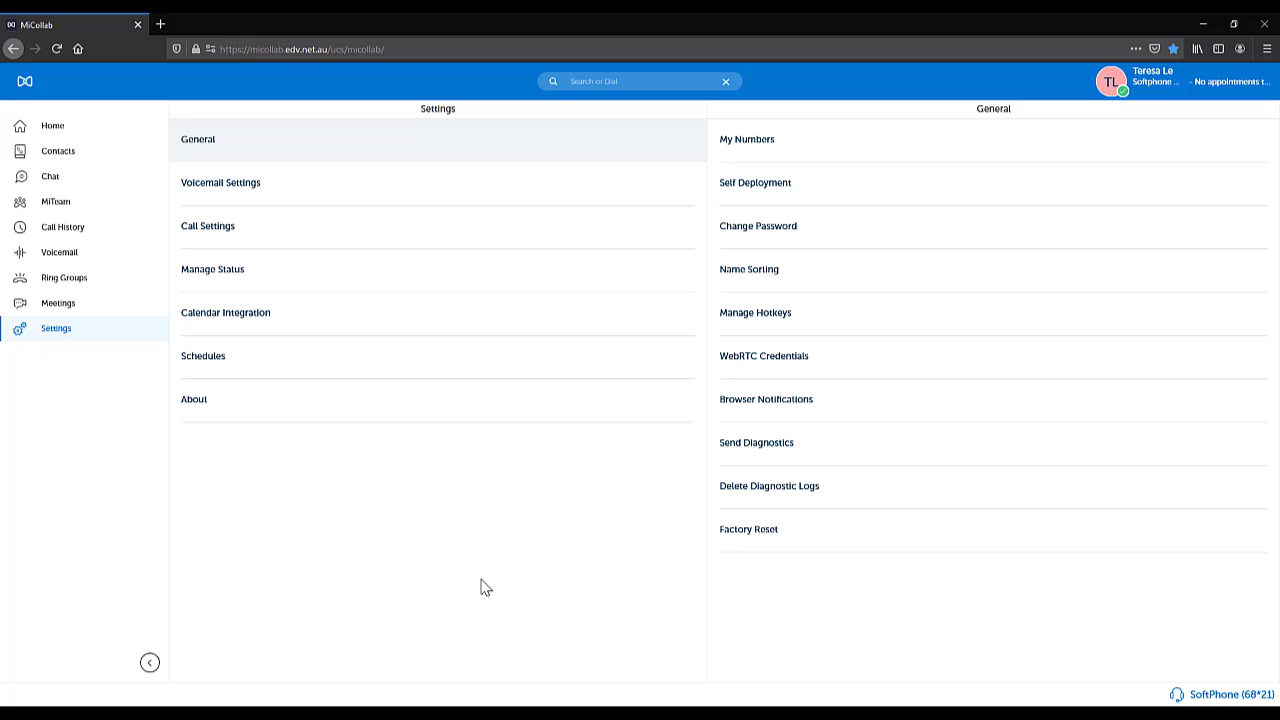 MiCollab
https://micollab.edv.net.au/ucs/micollab/
Search or Dial
TL
Teresa Le
Softphone ... - No appointments t...
Home
Contacts
Chat
MiTeam
Call History
Voicemail
Ring Groups
Meetings
Settings
Settings
General
Voicemail Settings
Call Settings
Manage Status
Calendar Integration
Schedules
About
General
My Numbers
Self Deployment
Change Password
Name Sorting
Manage Hotkeys
WebRTC Credentials
Browser Notifications
Send Diagnostics
Delete Diagnostic Logs
Factory Reset
SoftPhone (68*21)